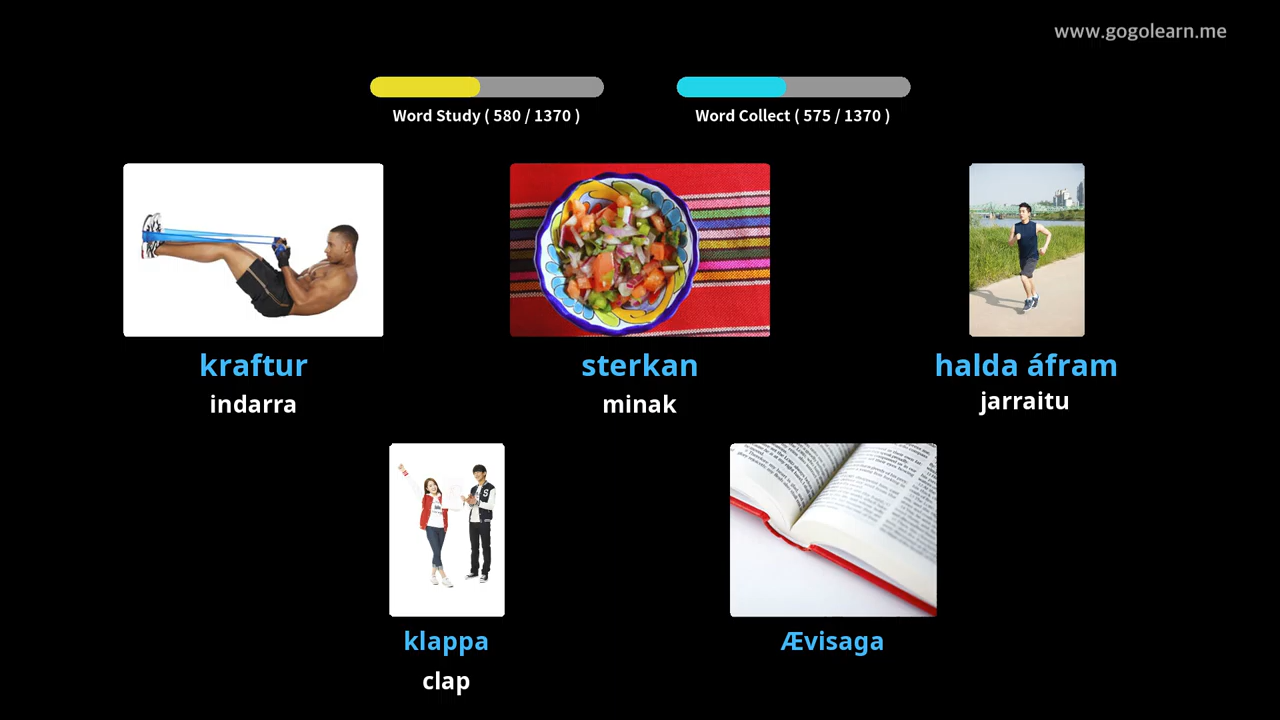 www.gogolearn.me
Word Study ( 580 / 1370 )
Word Collect ( 575 / 1370 )
kraftur
indarra
sterkan
minak
halda áfram
jarraitu
klappa
clap
Ævisaga